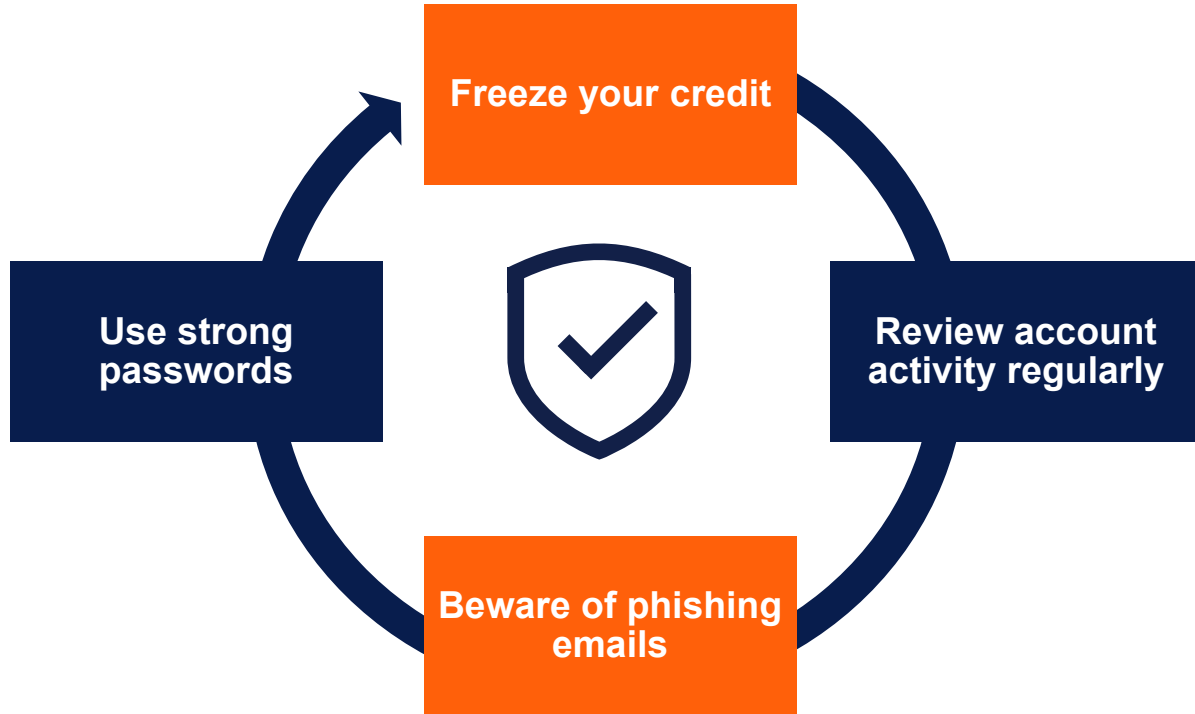 Freeze your credit
Use strong
passwords
Review account
activity regularly
Beware of phishing
emails